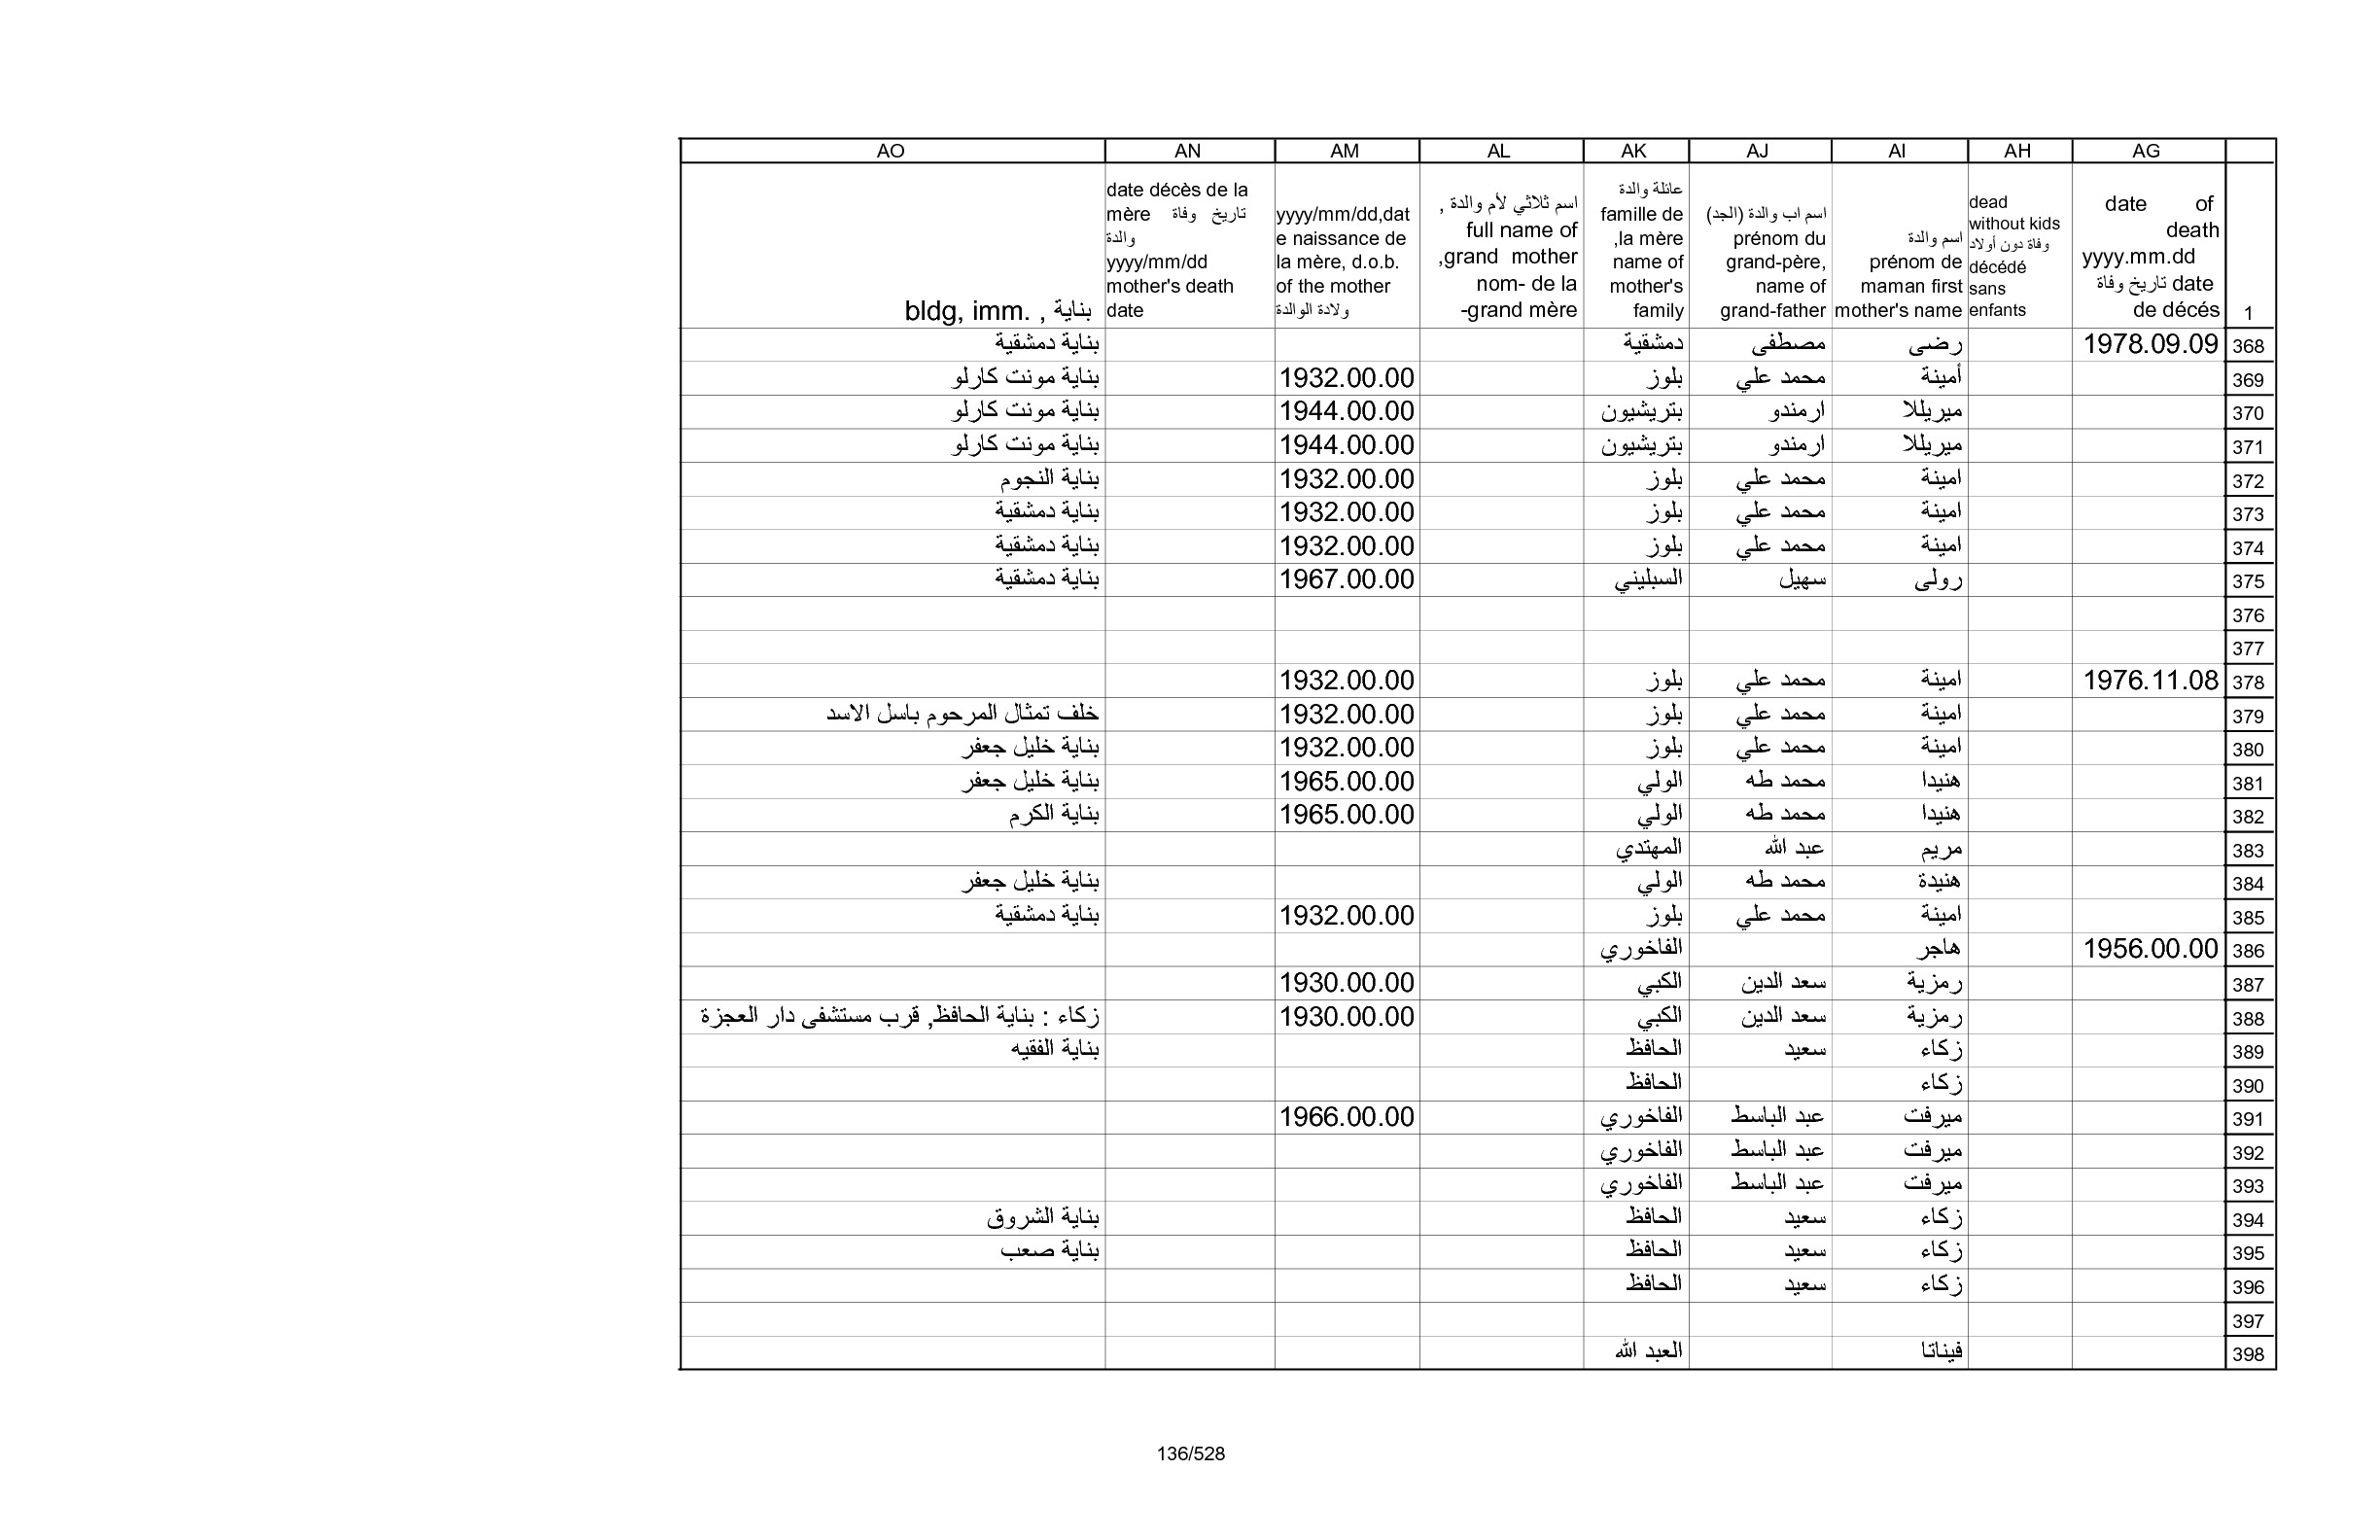 AO AN AM AL AK AJ AI AH AG
بناية , .bldg, imm
date décès de la
mère تاريخ وفاة
والدة
yyyy/mm/dd
mother's death
date
yyyy/mm/dd,dat
e naissance de
la mère, d.o.b.
of the mother
ولادة الوالدة
اسم ثلاثي لأم والدة ,
full name of
,grand mother
nom- de la
-grand mère
عائلة والدة
famille de
,la mère
name of
mother's
family
اسم اب والدة (الجد)
prénom du
grand-père,
name of
grand-father
اسم والدة
prénom de
maman first
mother's name
dead
without kids
وفاة دون أولاد
décédé
sans
enfants
date of
death
yyyy.mm.dd
تاريخ وفاة date
de décés
1
بناية دمشقية دمشقية مصطفى رضى 1978.09.09 368
بناية مونت كارلو 1932.00.00 بلوز محمد علي أمينة 369
بناية مونت كارلو 1944.00.00 بتريشيون ارمندو ميريللا 370
بناية مونت كارلو 1944.00.00 بتريشيون ارمندو ميريللا 371
بناية النجوم 1932.00.00 بلوز محمد علي امينة 372
بناية دمشقية 1932.00.00 بلوز محمد علي امينة 373
بناية دمشقية 1932.00.00 بلوز محمد علي امينة 374
بناية دمشقية 1967.00.00 السبليني سهيل رولى 375
376
377
1932.00.00 بلوز محمد علي امينة 1976.11.08 378
خلف تمثال المرحوم باسل الاسد 1932.00.00 بلوز محمد علي امينة 379
بناية خليل جعفر 1932.00.00 بلوز محمد علي امينة 380
بناية خليل جعفر 1965.00.00 الولي محمد طه هنيدا 381
بناية الكرم 1965.00.00 الولي محمد طه هنيدا 382
المهتدي عبد الله مريم 383
بناية خليل جعفر الولي محمد طه هنيدة 384
بناية دمشقية 1932.00.00 بلوز محمد علي امينة 385
الفاخوري هاجر 1956.00.00 386
1930.00.00 الكبي سعد الدين رمزية 387
زكاء : بناية الحافظ, قرب مستشفى دار العجزة 1930.00.00 الكبي سعد الدين رمزية 388
بناية الفقيه الحافظ سعيد زكاء 389
الحافظ زكاء 390
1966.00.00 الفاخوري عبد الباسط ميرفت 391
الفاخوري عبد الباسط ميرفت 392
الفاخوري عبد الباسط ميرفت 393
بناية الشروق الحافظ سعيد زكاء 394
بناية صعب الحافظ سعيد زكاء 395
الحافظ سعيد زكاء 396
397
العبد الله فيناتا 398
136/528